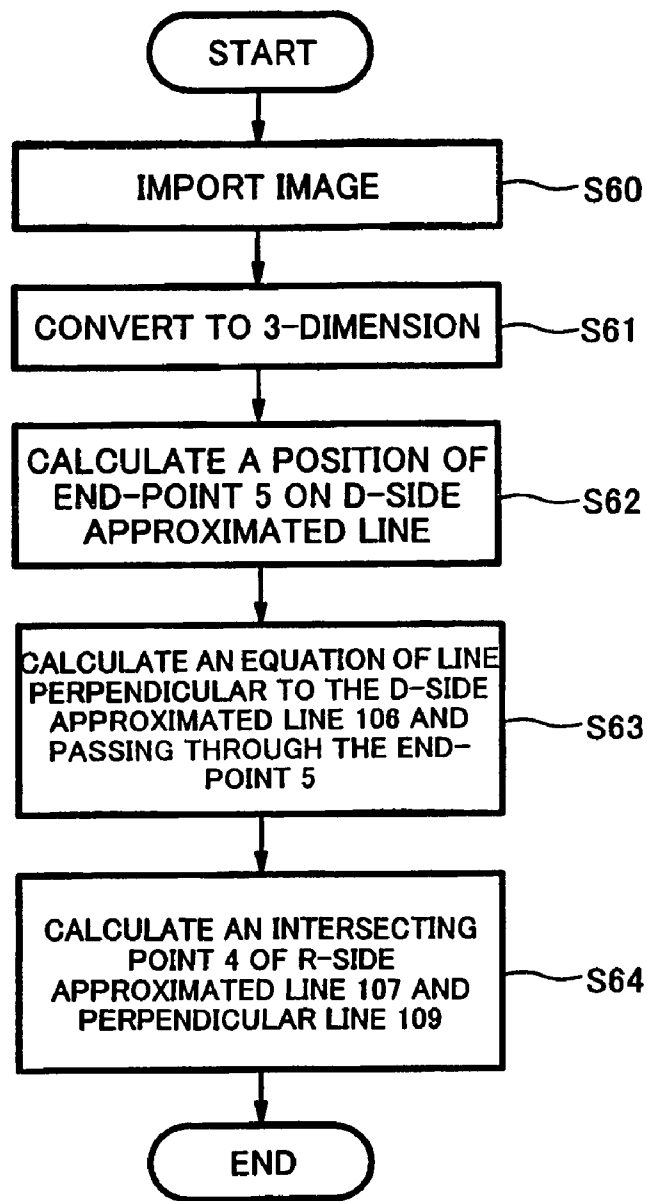 START
IMPORT IMAGE
S60
CONVERT TO 3-DIMENSION
S61
CALCULATE A POSITION OF
END-POINT 5 ON D-SIDE
APPROXIMATED LINE
S62
CALCULATE AN EQUATION OF LINE
PERPENDICULAR TO THE D-SIDE
APPROXIMATED LINE 106 AND
PASSING THROUGH THE END-
POINT 5
S63
CALCULATE AN INTERSECTING
POINT 4 OF R-SIDE
APPROXIMATED LINE 107 AND
PERPENDICULAR LINE 109
S64
END